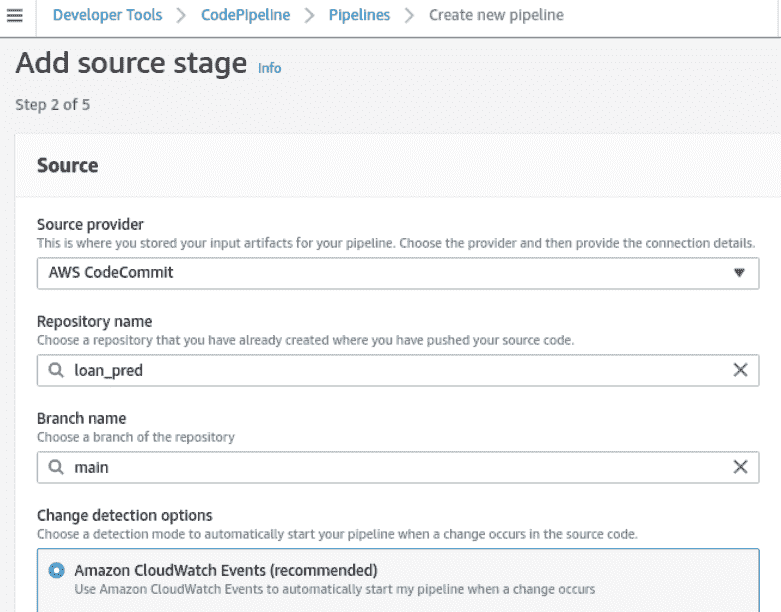 Developer Tools > CodePipeline > Pipelines > Create new pipeline
Add source stage Info
Step 2 of 5
Source
Source provider
This is where you stored your input artifacts for your pipeline. Choose the provider and then provide the connection details.
AWS CodeCommit
Repository name
Choose a repository that you have already created where you have pushed your source code.
loan_pred
Branch name
Choose a branch of the repository
main
Change detection options
Choose a detection mode to automatically start your pipeline when a change occurs in the source code.
Amazon CloudWatch Events (recommended)
Use Amazon CloudWatch Events to automatically start my pipeline when a change occurs